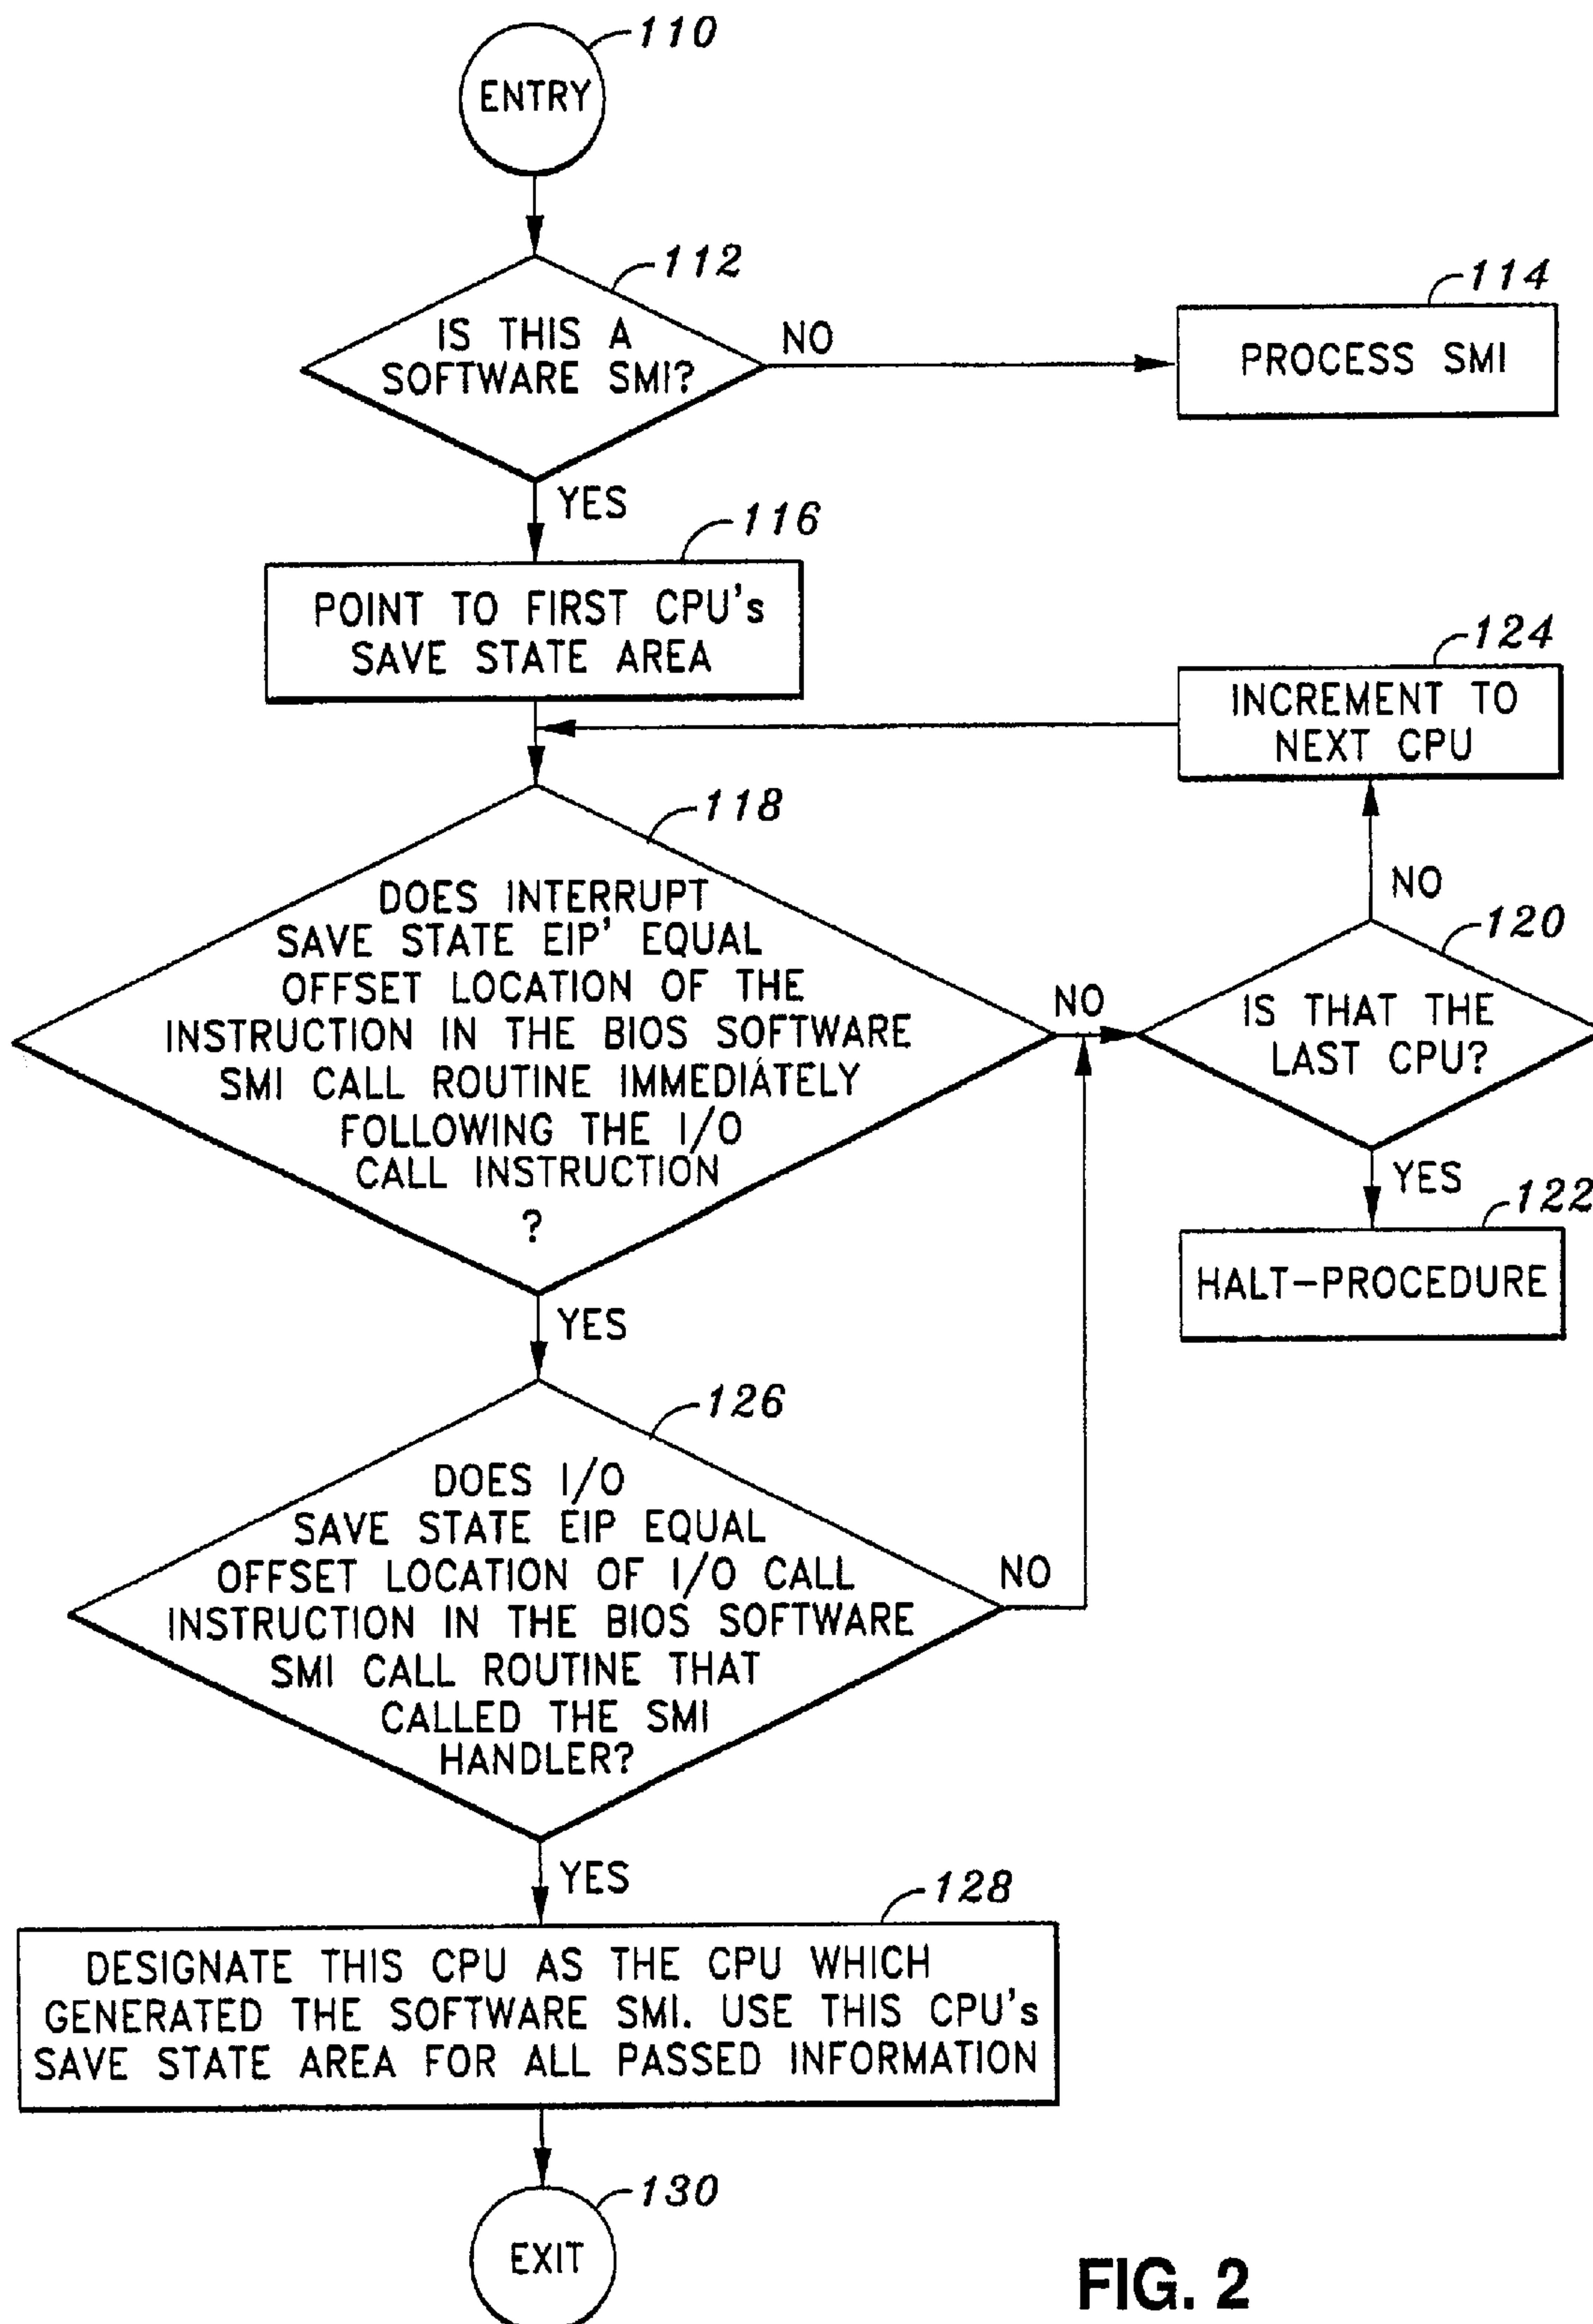 110
ENTRY
112
IS THIS A
SOFTWARE SMI?
NO
114
PROCESS SMI
YES
116
POINT TO FIRST CPU's
SAVE STATE AREA
124
INCREMENT TO
NEXT CPU
118
DOES INTERRUPT
SAVE STATE EIP' EQUAL
OFFSET LOCATION OF THE
INSTRUCTION IN THE BIOS SOFTWARE
SMI CALL ROUTINE IMMEDIATELY
FOLLOWING THE I/O
CALL INSTRUCTION
?
NO
NO
120
IS THAT THE
LAST CPU?
YES
122
HALT-PROCEDURE
YES
126
DOES I/O
SAVE STATE EIP EQUAL
OFFSET LOCATION OF I/O CALL
INSTRUCTION IN THE BIOS SOFTWARE
SMI CALL ROUTINE THAT
CALLED THE SMI
HANDLER?
NO
YES
128
DESIGNATE THIS CPU AS THE CPU WHICH
GENERATED THE SOFTWARE SMI. USE THIS CPU's
SAVE STATE AREA FOR ALL PASSED INFORMATION
130
EXIT
FIG. 2